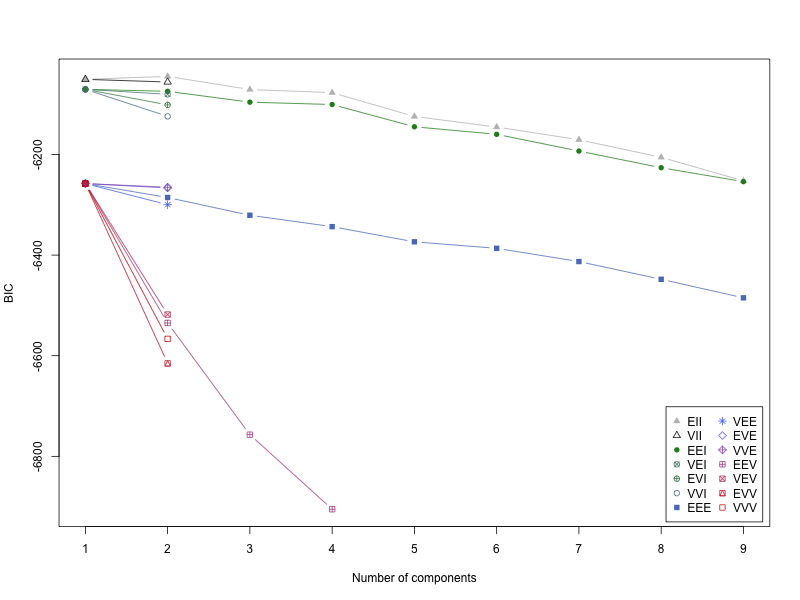 BIC
-6200
-6400
-6600
-6800
1 2 3 4 5 6 7 8 9
Number of components
EII VEE
VII EVE
EEI VVE
VEI EEV
EVI VEV
VVI EVV
EEE VVV